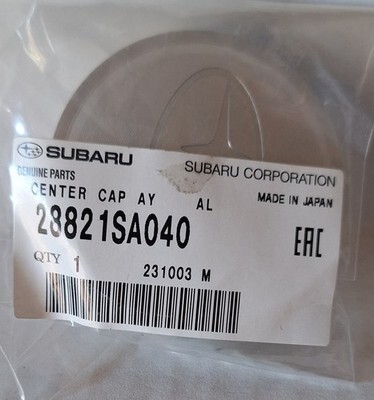 SUBARU
SUBARU CORPORATION
GENUINE PARTS
CENTER CAP AY AL
MADE IN JAPAN
28821SA040
EAC
QTY 1
231003 M